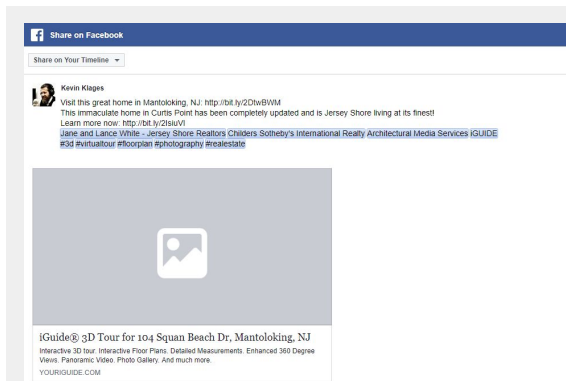 Share on Facebook
Share on Your Timeline
Kevin Klages
Visit this great home in Mantoloking, NJ: http://bit.ly/2DtwBWM
This immaculate home in Curtis Point has been completely updated and is Jersey Shore living at its finest!
Learn more now: http://bit.ly/2IsiuVl
Jane and Lance White - Jersey Shore Realtors Childers Sotheby's International Realty Architectural Media Services iGUIDE
#3d #virtualtour #floorplan #photography #realestate
iGuide® 3D Tour for 104 Squan Beach Dr, Mantoloking, NJ
Interactive 3D tour. Interactive Floor Plans. Detailed Measurements. Enhanced 360 Degree
Views. Panoramic Video. Photo Gallery. And much more.
YOURIGUIDE.COM